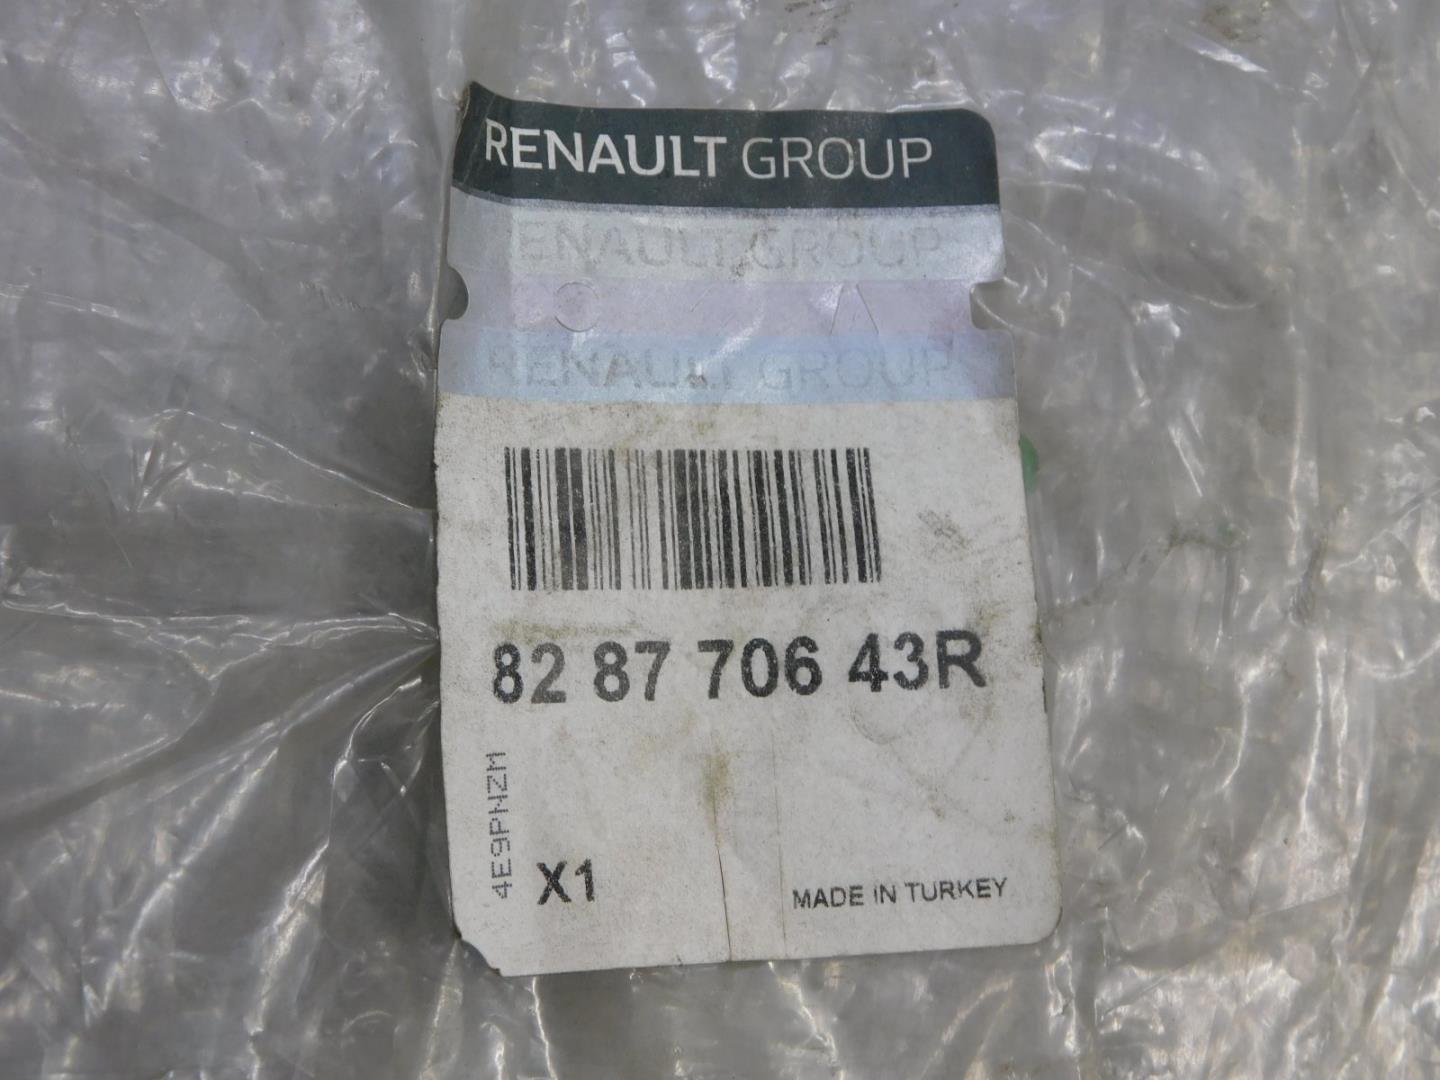 RENAULT GROUP
RENAULT GROUP
RENAULT GROUP
82 87 706 43R
4E9PNZM
X1
MADE IN TURKEY